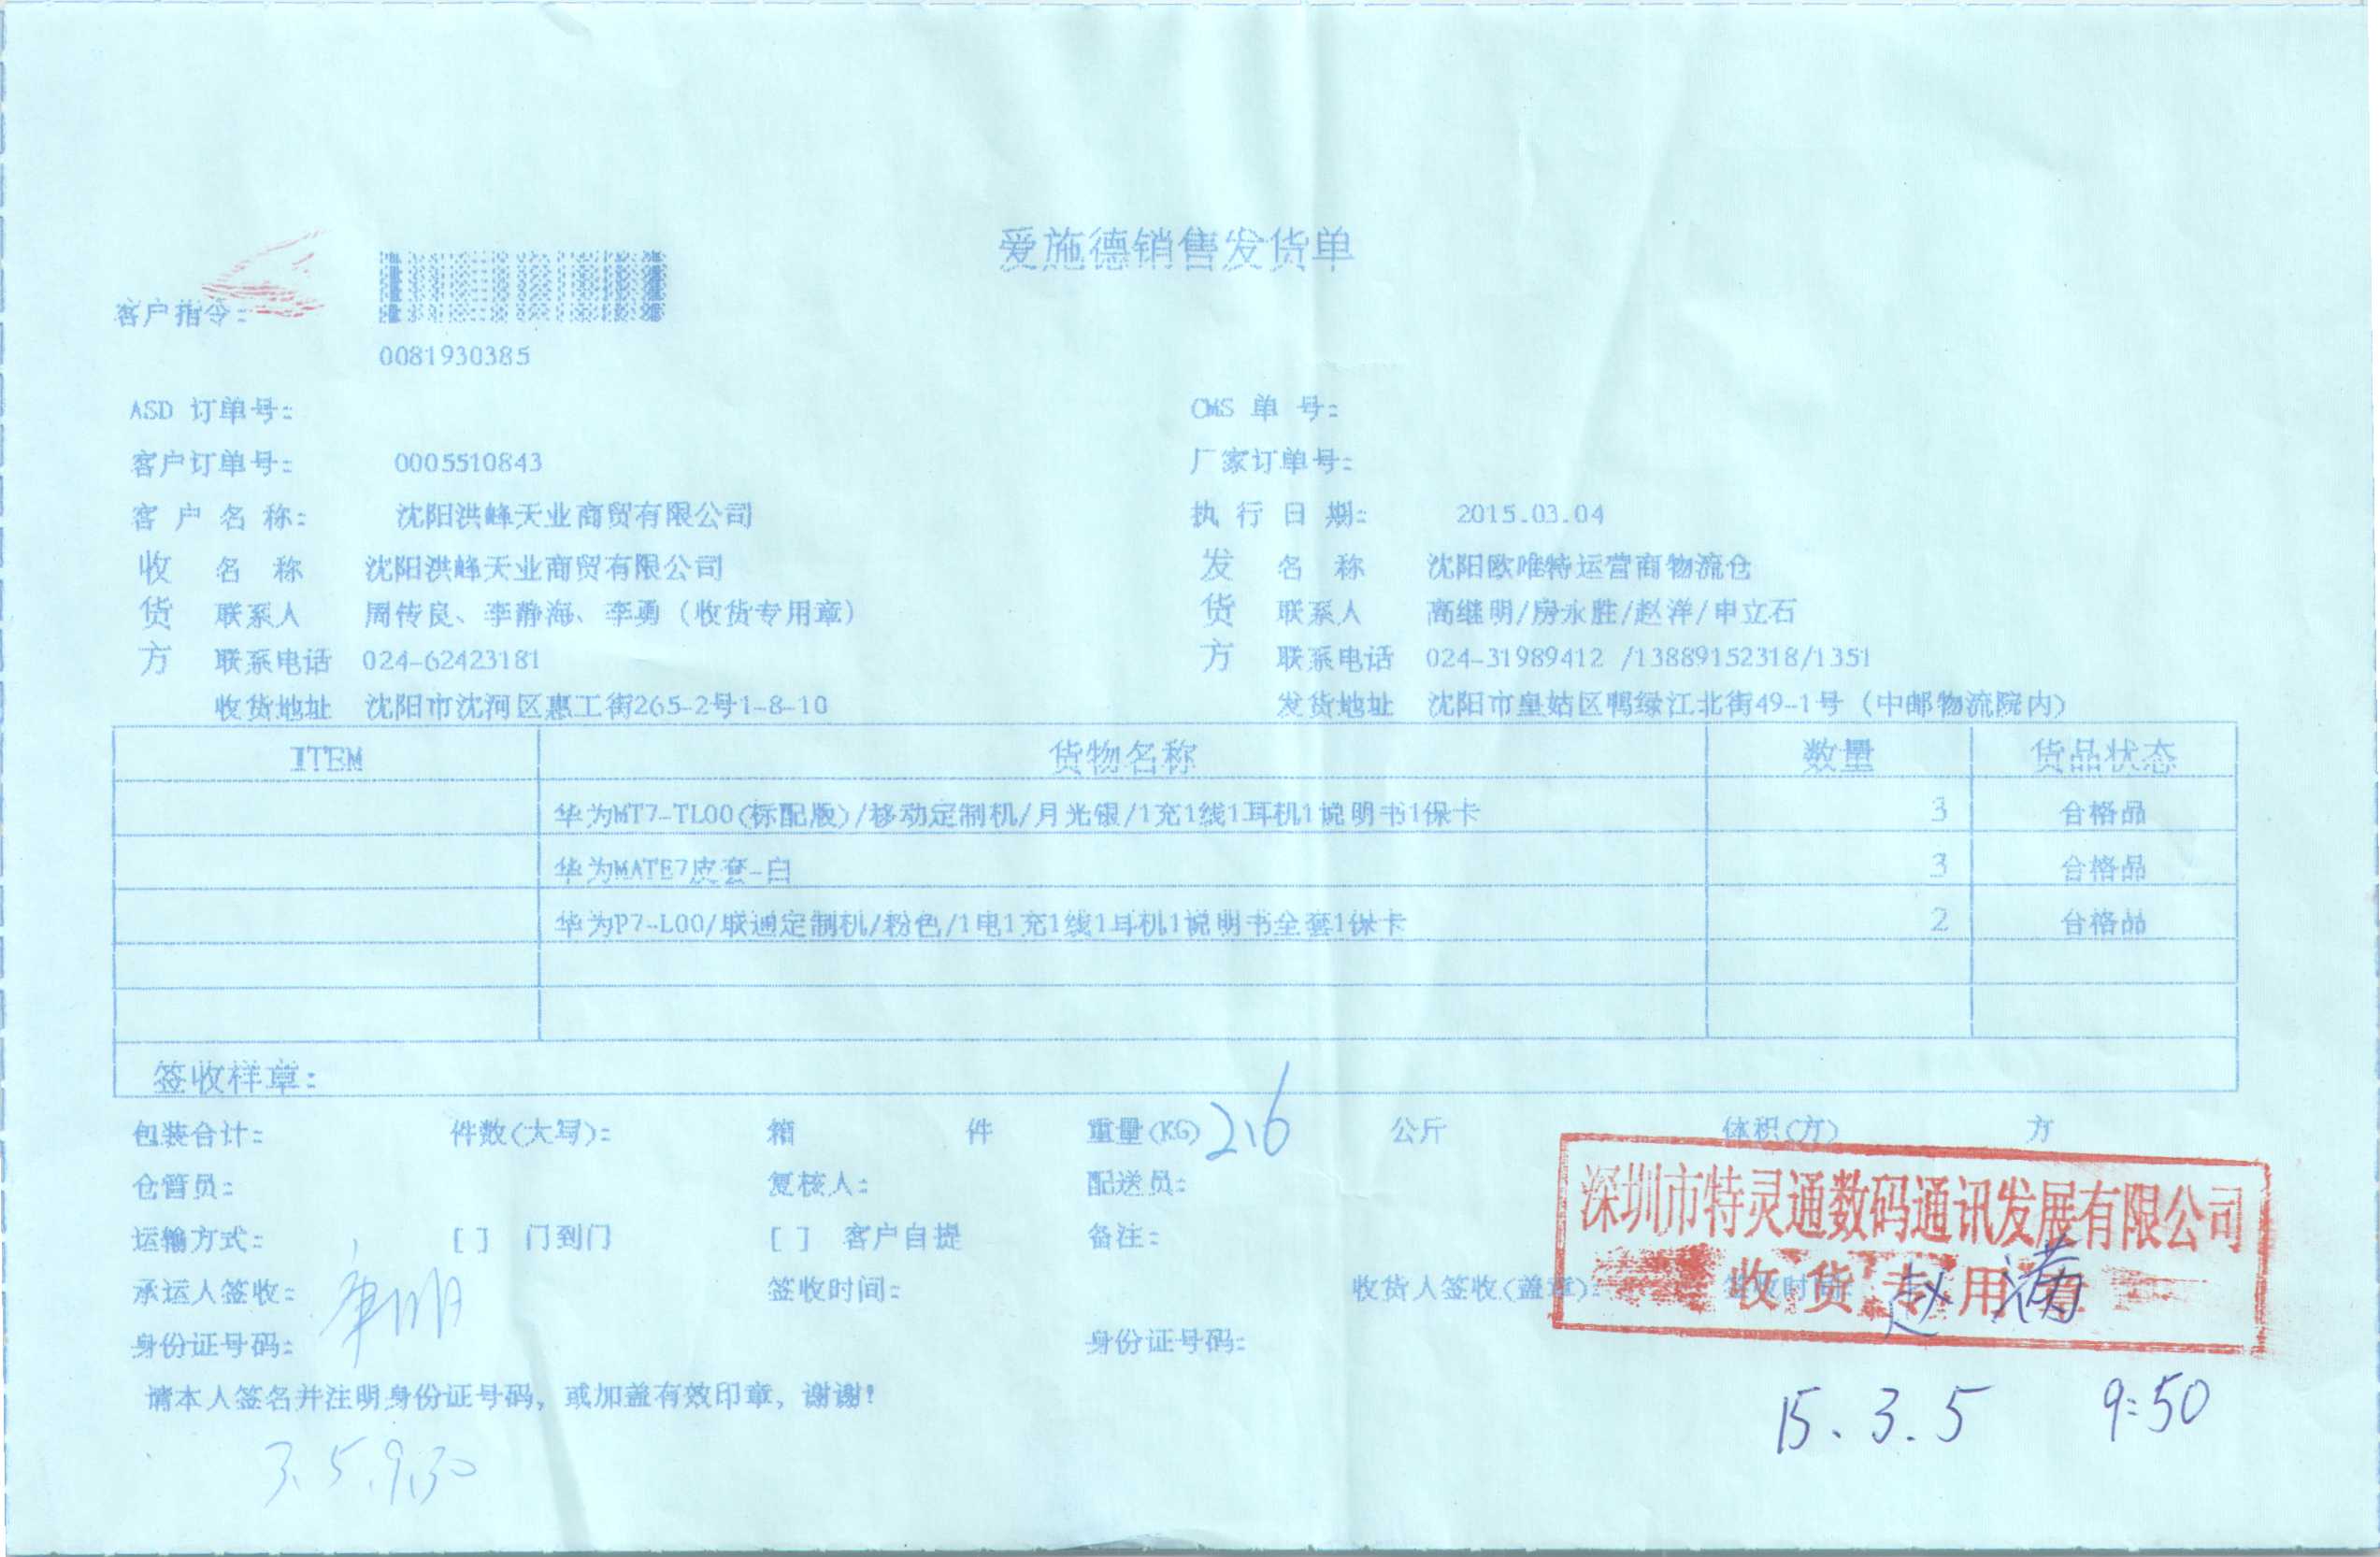 爱施德销售发货单
客户指令:
0081930385
ASD 订单号: CMS 单 号:
客户订单号: 0005510843 厂家订单号:
客户名称: 沈阳洪峰天业商贸有限公司 执行日期: 2015.03.04
收 名 称 沈阳洪峰天业商贸有限公司 发 名 称 沈阳欧唯特运营商物流仓
货 联系人 周传良、李静海、李勇（收货专用章） 货 联系人 高继明/房永胜/赵洋/申立石
方 联系电话 024-62423181 方 联系电话 024-31989412 /13889152318/1351
收货地址 沈阳市沈河区惠工街265-2号1-8-10 发货地址 沈阳市皇姑区鸭绿江北街49-1号（中邮物流院内）
ITEM 货物名称 数量 货品状态
华为MT7-TL00(标配版)/移动定制机/月光银/1充1线1耳机1说明书1保卡 3 合格品
华为MATE7皮套-白 3 合格品
华为P7-L00/联通定制机/粉色/1电1充1线1耳机1说明书全套1保卡 2 合格品
签收样章:
包装合计: 件数(大写): 箱 件 重量(KG) 2.6 公斤 体积(方) 方
仓管员: 复核人: 配送员:
深圳市特灵通数码通讯发展有限公司
运输方式: [ ] 门到门 [ ] 客户自提 备注:
承运人签收: 签收时间: 收货人签收(盖章): 签收时间:
收货专用章
赵满
身份证号码: 身份证号码:
请本人签名并注明身份证号码，或加盖有效印章，谢谢！
15.3.5 9:50
3.5.9.30